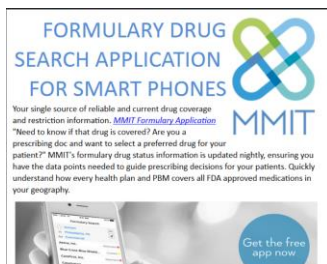 FORMULARY DRUG
SEARCH APPLICATION
FOR SMART PHONES
MMIT
Your single source of reliable and current drug coverage
and restriction information. MMIT Formulary Application
"Need to know if that drug is covered? Are you a
prescribing doc and want to select a preferred drug for your
patient?" MMIT's formulary drug status information is updated nightly, ensuring you
have the data points needed to guide prescribing decisions for your patients. Quickly
understand how every health plan and PBM covers all FDA approved medications in
your geography.
Formulary Search
Get the free
app now